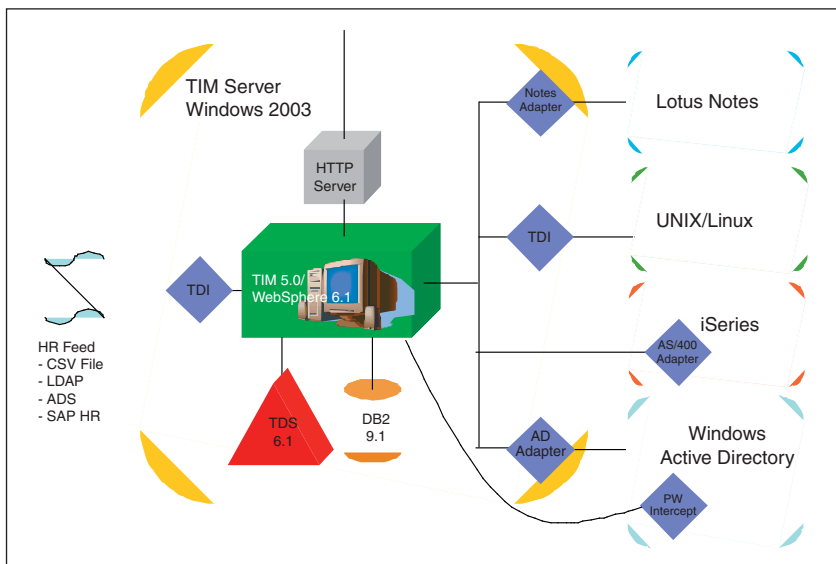 TIM Server
Windows 2003
HTTP
Server
TDI
TIM 5.0/
WebSphere 6.1
HR Feed
- CSV File
- LDAP
- ADS
- SAP HR
TDS
6.1
DB2
9.1
Notes
Adapter
Lotus Notes
TDI
UNIX/Linux
iSeries
AS/400
Adapter
AD
Adapter
Windows
Active Directory
PW
Intercept